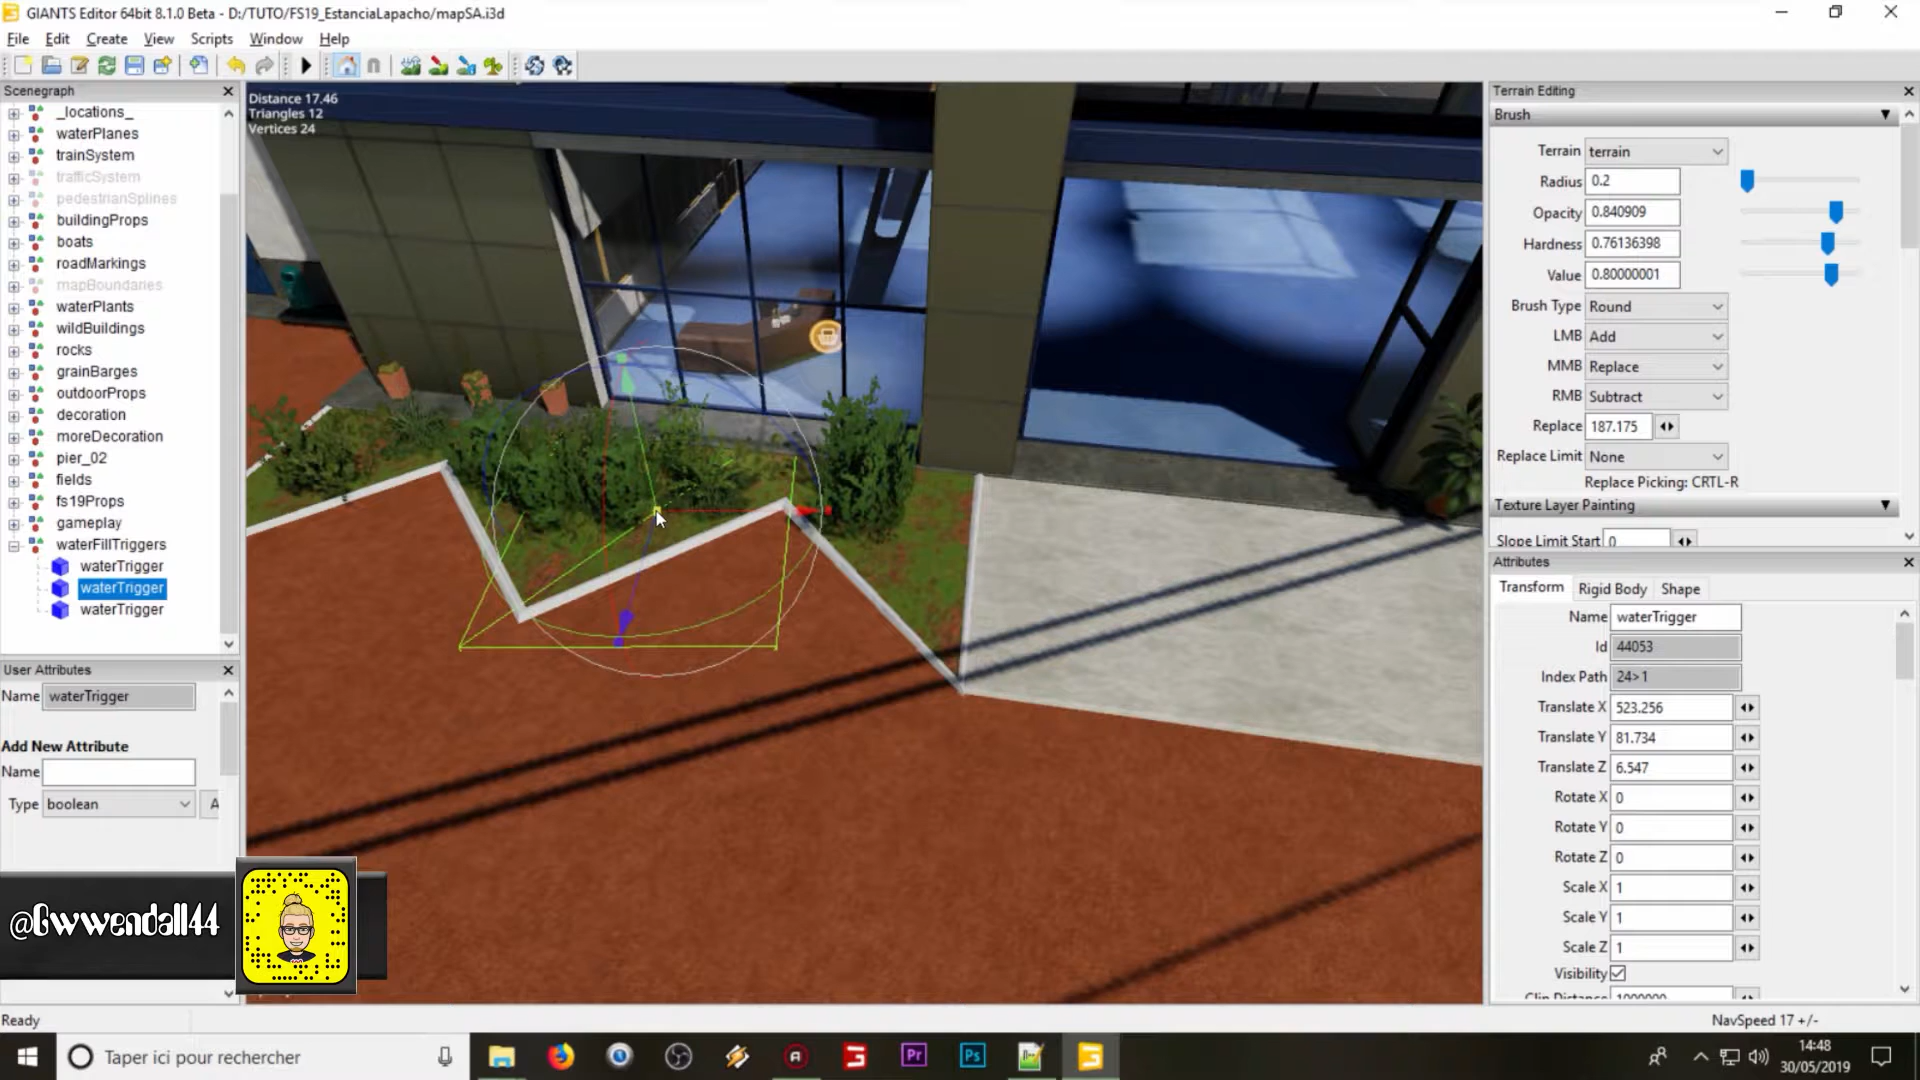 GIANTS Editor 64bit 8.1.0 Beta - D:/TUTO/FS19_EstanciaLapacho/mapSA.i3d
File Edit Create View Scripts Window Help
Scenegraph
_locations_
waterPlanes
trainSystem
trafficSystem
pedestrianSplines
buildingProps
boats
roadMarkings
mapBoundaries
waterPlants
wildBuildings
rocks
grainBarges
outdoorProps
decoration
moreDecoration
pier_02
fields
fs19Props
gameplay
waterFillTriggers
waterTrigger
waterTrigger
waterTrigger
User Attributes
Name waterTrigger
Add New Attribute
Name
Type boolean A
@Gwwendall44
Distance 17.46
Triangles 12
Vertices 24
Terrain Editing
Brush
Terrain terrain
Radius 0.2
Opacity 0.840909
Hardness 0.76136398
Value 0.80000001
Brush Type Round
LMB Add
MMB Replace
RMB Subtract
Replace 187.175
Replace Limit None
Replace Picking: CRTL-R
Texture Layer Painting
Slope Limit Start 0
Attributes
Transform Rigid Body Shape
Name waterTrigger
Id 44053
Index Path 24>1
Translate X 523.256
Translate Y 81.734
Translate Z 6.547
Rotate X 0
Rotate Y 0
Rotate Z 0
Scale X 1
Scale Y 1
Scale Z 1
Visibility
Clip Distance 1000000
Ready
NavSpeed 17 +/-
Taper ici pour rechercher
Pr
Ps
14:48
30/05/2019